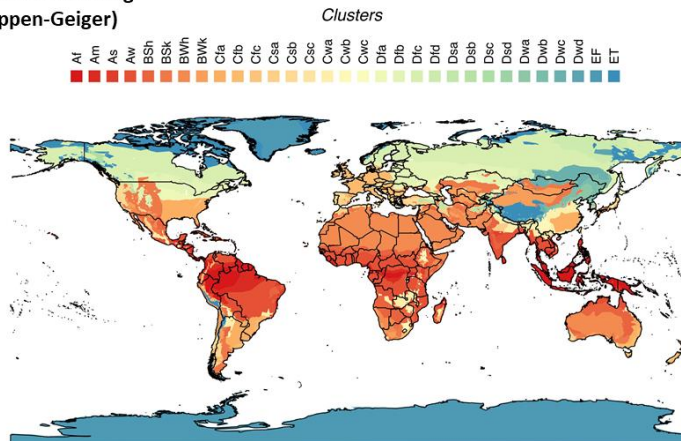 ppen-Geiger)
Clusters
Af Am As Aw BSh BSk BWh BWk Cfa Cfb Cfc Csa Csb Csc Cwa Cwb Cwc Dfa Dfb Dfc Dfd Dsa Dsb Dsc Dsd Dwa Dwb Dwc Dwd EF ET